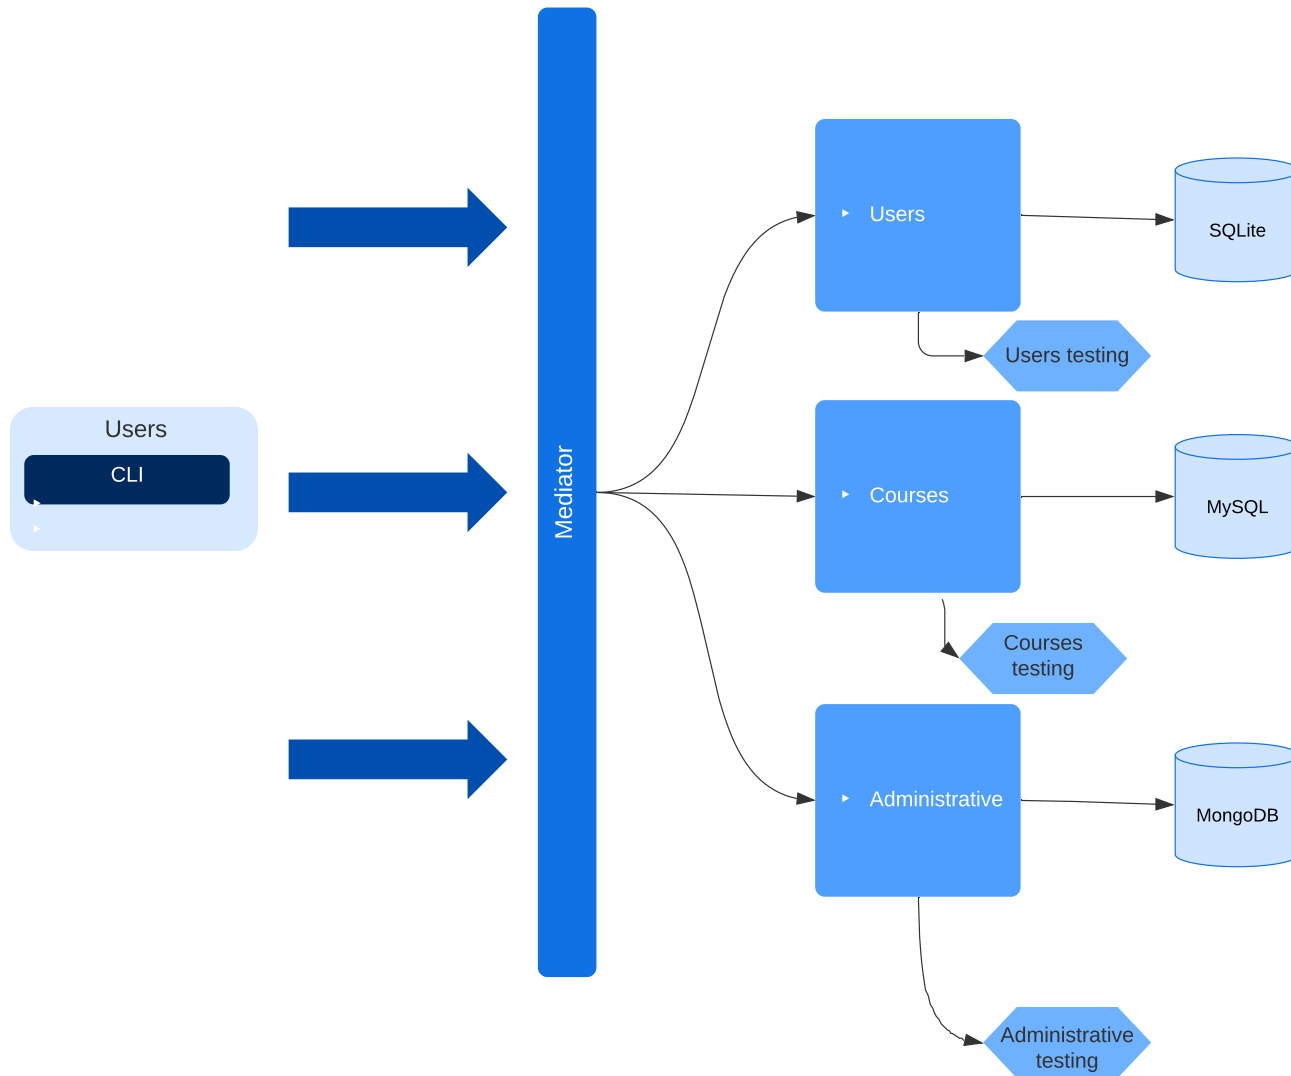 Users
CLI
Mediator
Users
SQLite
Users testing
Courses
MySQL
Courses
testing
Administrative
MongoDB
Administrative
testing